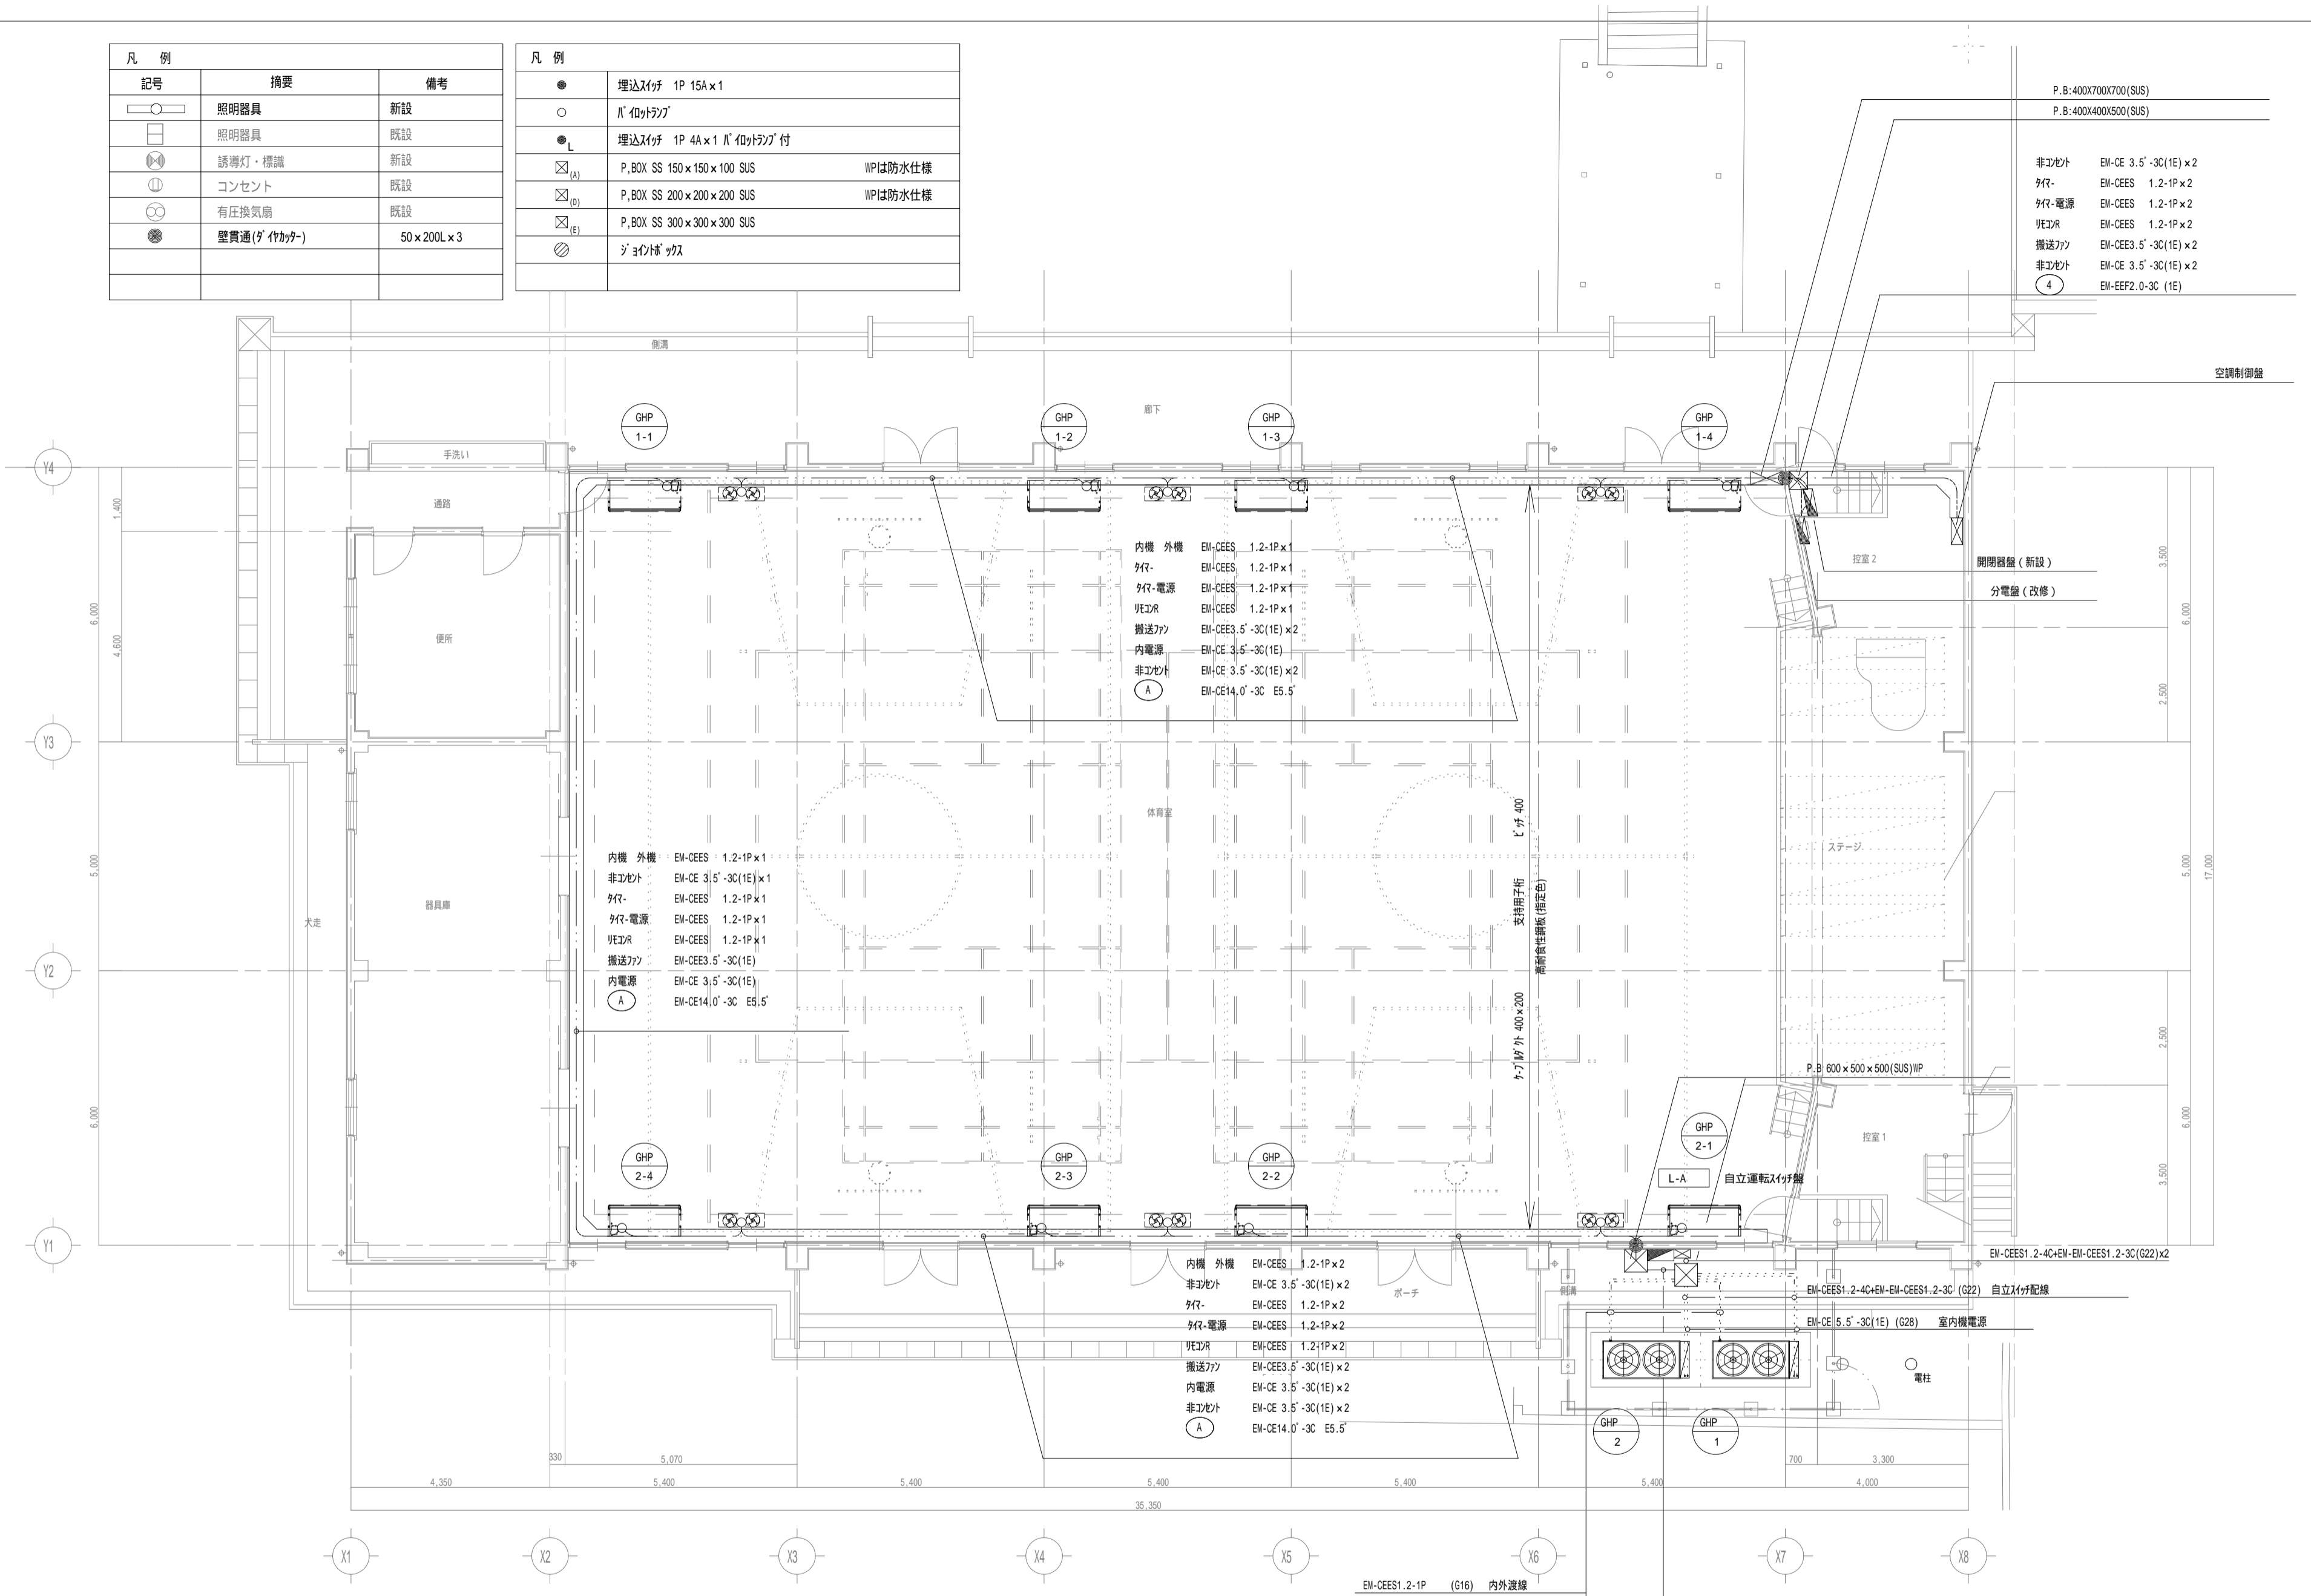 凡 例
記号 摘要 備考
照明器具 新設
照明器具 既設
誘導灯・標識 新設
コンセント 既設
有圧換気扇 既設
壁貫通(ダイヤカッター) 50×200L×3
凡 例
埋込スイッチ 1P 15A×1
パイロットランプ
L 埋込スイッチ 1P 4A×1 パイロットランプ付
(A) P,BOX SS 150×150×100 SUS WPは防水仕様
(D) P,BOX SS 200×200×200 SUS WPは防水仕様
(E) P,BOX SS 300×300×300 SUS
ジョイントボックス
P.B:400X700X700(SUS)
P.B:400X400X500(SUS)
非コンセント EM-CE 3.5゜-3C(1E)×2
タイマ- EM-CEES 1.2-1P×2
タイマ-電源 EM-CEES 1.2-1P×2
リモコンR EM-CEES 1.2-1P×2
搬送ファン EM-CEE3.5゜-3C(1E)×2
非コンセント EM-CE 3.5゜-3C(1E)×2
4 EM-EEF2.0-3C (1E)
空調制御盤
側溝
廊下
GHP 1-1
GHP 1-2
GHP 1-3
GHP 1-4
手洗い
通路
便所
器具庫
犬走
体育室
控室2
開閉器盤(新設)
分電盤(改修)
ステージ
控室1
内機 外機 EM-CEES 1.2-1P×1
タイマ- EM-CEES 1.2-1P×1
タイマ-電源 EM-CEES 1.2-1P×1
リモコンR EM-CEES 1.2-1P×1
搬送ファン EM-CEE3.5゜-3C(1E)×2
内電源 EM-CE 3.5゜-3C(1E)
非コンセント EM-CE 3.5゜-3C(1E)×2
A EM-CE14.0゜-3C E5.5゜
内機 外機 EM-CEES 1.2-1P×1
非コンセント EM-CE 3.5゜-3C(1E)×1
タイマ- EM-CEES 1.2-1P×1
タイマ-電源 EM-CEES 1.2-1P×1
リモコンR EM-CEES 1.2-1P×1
搬送ファン EM-CEE3.5゜-3C(1E)
内電源 EM-CE 3.5゜-3C(1E)
A EM-CE14.0゜-3C E5.5゜
ケーブルダクト 400×200 支持用子桁 ピッチ 400
高耐食性鋼板(指定色)
P.B 600×500×500(SUS)WP
GHP 2-4
GHP 2-3
GHP 2-2
GHP 2-1
L-A 自立運転スイッチ盤
内機 外機 EM-CEES 1.2-1P×2
非コンセント EM-CE 3.5゜-3C(1E)×2
タイマ- EM-CEES 1.2-1P×2
タイマ-電源 EM-CEES 1.2-1P×2
リモコンR EM-CEES 1.2-1P×2
搬送ファン EM-CEE3.5゜-3C(1E)×2
内電源 EM-CE 3.5゜-3C(1E)×2
非コンセント EM-CE 3.5゜-3C(1E)×2
A EM-CE14.0゜-3C E5.5゜
ポーチ
側溝
EM-CEES1.2-4C+EM-EM-CEES1.2-3C(G22)x2
EM-CEES1.2-4C+EM-EM-CEES1.2-3C (G22) 自立スイッチ配線
EM-CE 5.5゜-3C(1E) (G28) 室内機電源
電柱
GHP 2
GHP 1
Y4
Y3
Y2
Y1
1,400
4,600
6,000
5,000
6,000
3,500
2,500
6,000
5,000
17,000
2,500
3,500
6,000
330
5,070
700
3,300
4,350
5,400
5,400
5,400
5,400
5,400
4,000
35,350
X1
X2
X3
X4
X5
X6
X7
X8
EM-CEES1.2-1P (G16) 内外渡線